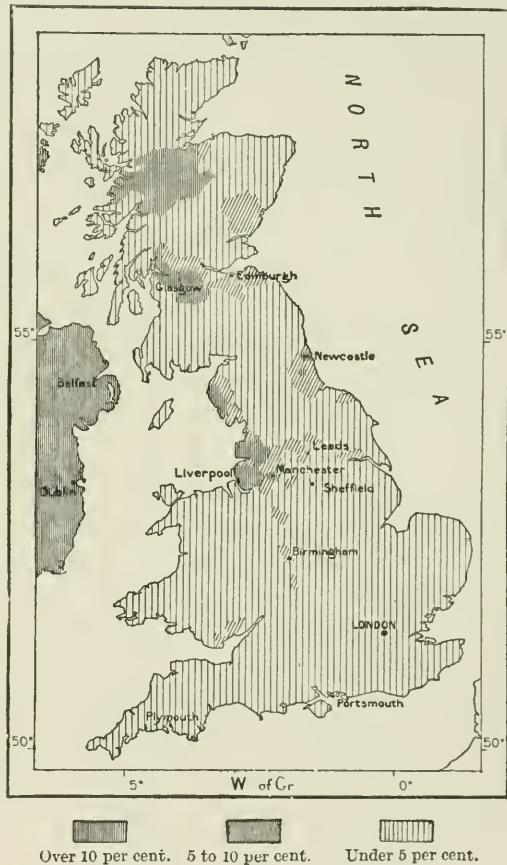 NORTH
SEA
Edinburgh
Glasgow
55°
55°
Newcastle
Belfast
Leeds
Liverpool
Manchester
Dublin
Sheffield
Birmingham
LONDON
Portsmouth
Plymouth
50°
50°
5°
W of Gr
0°
Over 10 per cent. 5 to 10 per cent. Under 5 per cent.